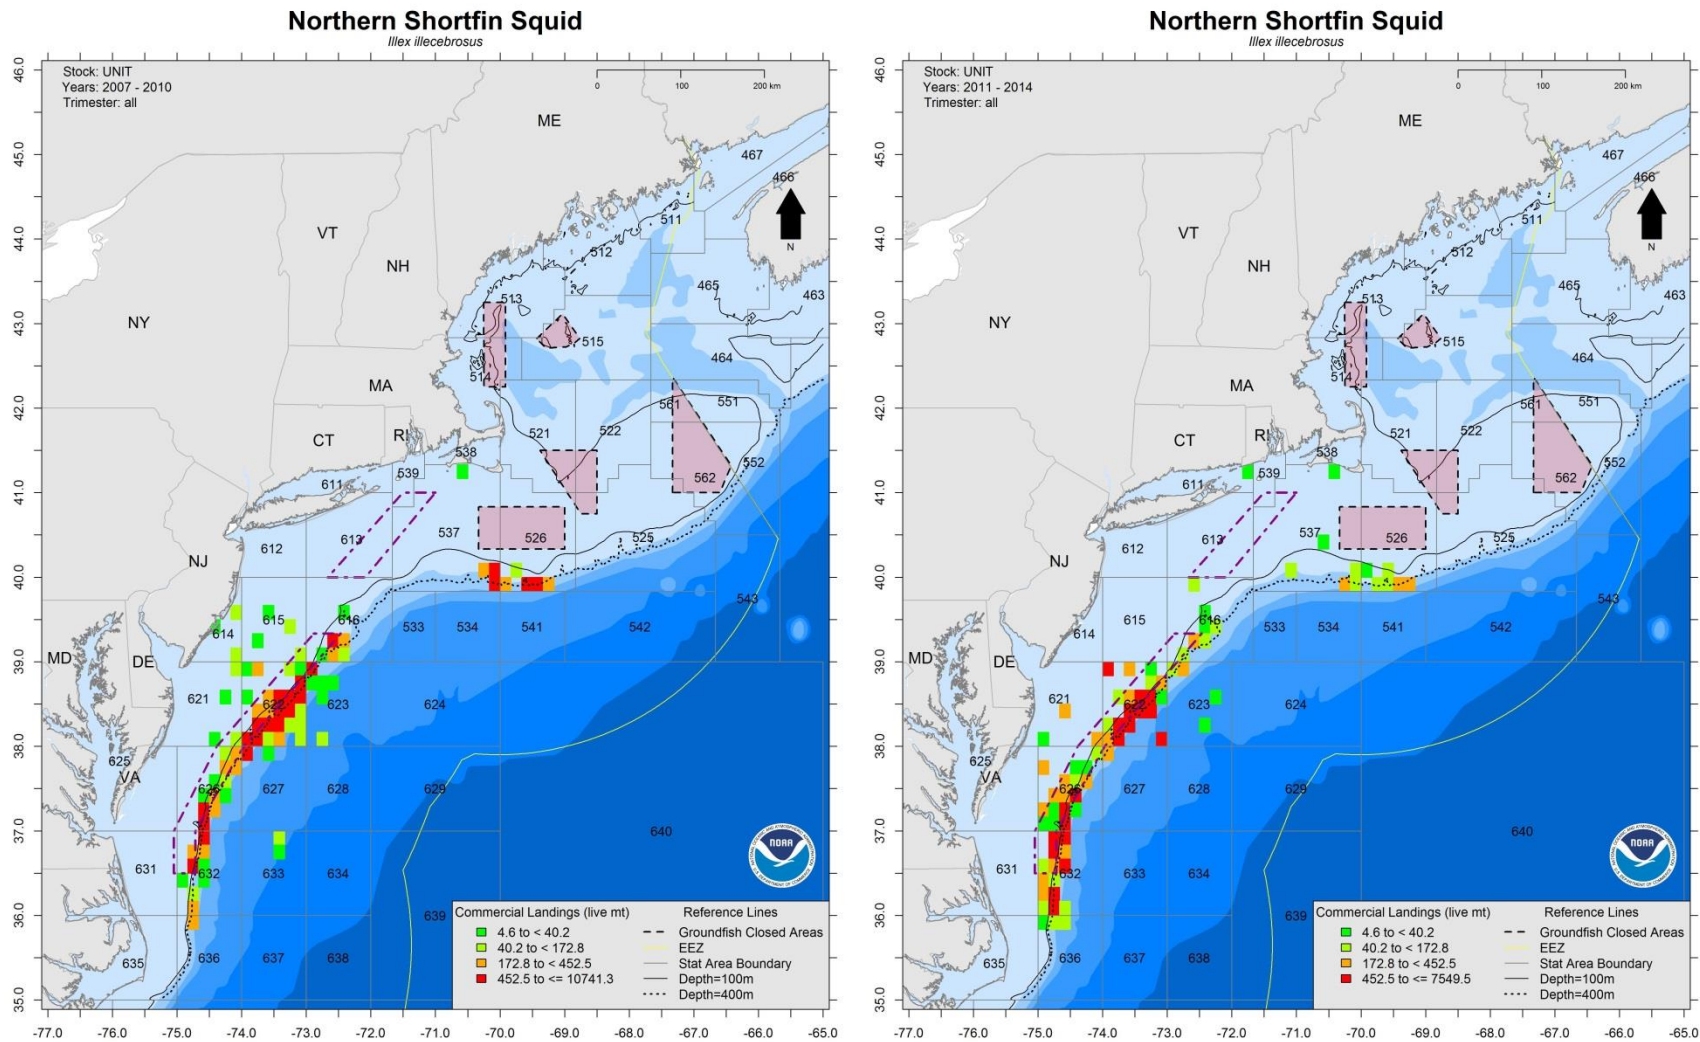 Northern Shortfin Squid
Illex illecebrosus
Stock: UNIT
Years: 2007 - 2010
Trimester: all
0 100 200 km
46.0
45.0
44.0
43.0
42.0
41.0
40.0
39.0
38.0
37.0
36.0
35.0
ME
467
466
511
VT
512
N
NH
465
463
513
NY
515
464
514
MA
561
551
CT
RI
521
522
538
552
539
562
611
613
537
526
525
612
NJ
543
615
616
614
533
534
541
542
MD
DE
621
622
623
624
625
VA
626
627
628
629
640
NOAA
631
632
633
634
639
635
636
637
638
Commercial Landings (live mt)
4.6 to < 40.2
40.2 to < 172.8
172.8 to < 452.5
452.5 to <= 10741.3
Reference Lines
Groundfish Closed Areas
EEZ
Stat Area Boundary
Depth=100m
Depth=400m
-77.0 -76.0 -75.0 -74.0 -73.0 -72.0 -71.0 -70.0 -69.0 -68.0 -67.0 -66.0 -65.0
Northern Shortfin Squid
Illex illecebrosus
Stock: UNIT
Years: 2011 - 2014
Trimester: all
0 100 200 km
46.0
45.0
44.0
43.0
42.0
41.0
40.0
39.0
38.0
37.0
36.0
35.0
ME
467
466
511
VT
512
N
NH
465
463
513
NY
515
464
514
MA
561
551
CT
RI
521
522
538
552
539
562
611
613
537
526
525
612
NJ
543
615
616
614
533
534
541
542
MD
DE
621
622
623
624
625
VA
626
627
628
629
640
NOAA
631
632
633
634
639
635
636
637
638
Commercial Landings (live mt)
4.6 to < 40.2
40.2 to < 172.8
172.8 to < 452.5
452.5 to <= 7549.5
Reference Lines
Groundfish Closed Areas
EEZ
Stat Area Boundary
Depth=100m
Depth=400m
-77.0 -76.0 -75.0 -74.0 -73.0 -72.0 -71.0 -70.0 -69.0 -68.0 -67.0 -66.0 -65.0